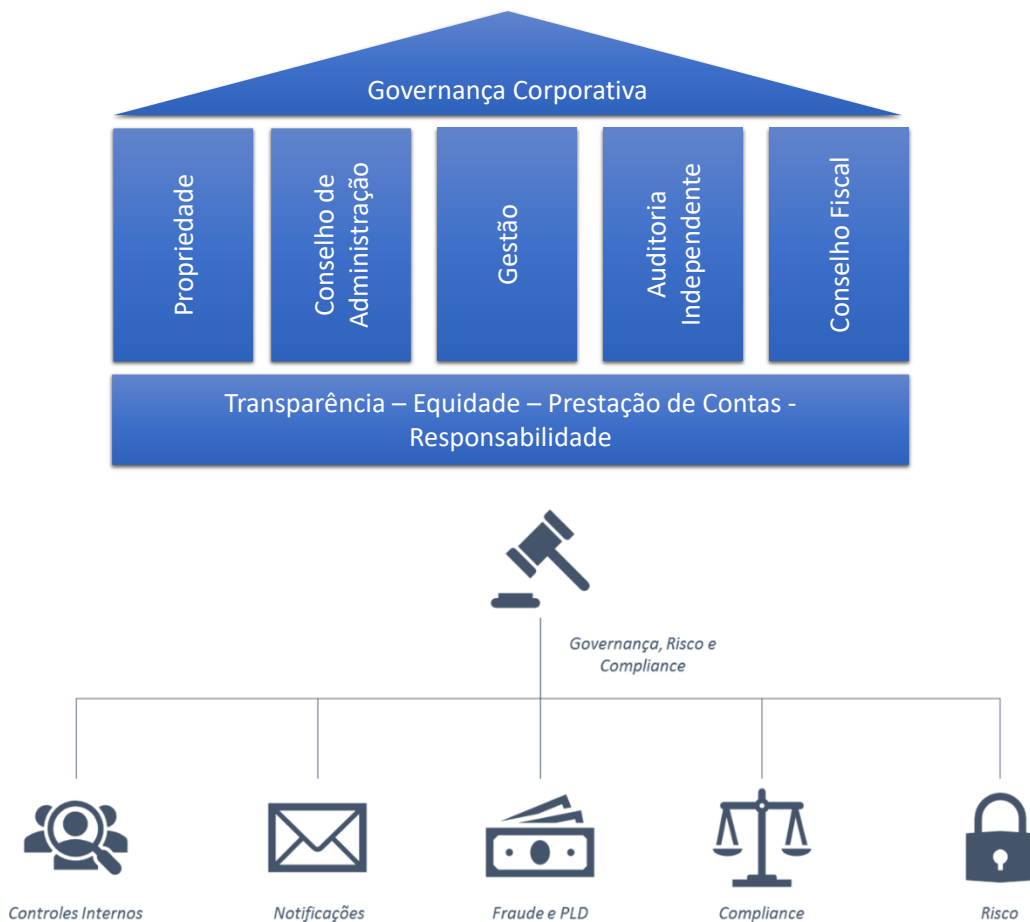 Governança Corporativa
Propriedade
Conselho de
Administração
Gestão
Auditoria
Independente
Conselho Fiscal
Transparência – Equidade – Prestação de Contas -
Responsabilidade
Governança, Risco e
Compliance
Controles Internos
Notificações
Fraude e PLD
Compliance
Risco